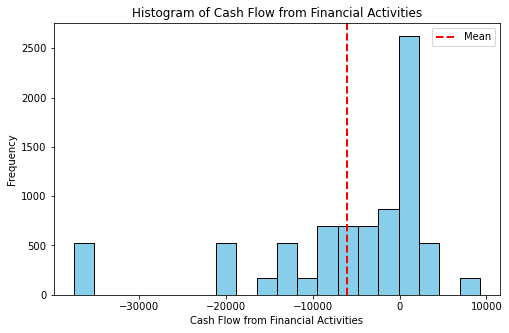 Histogram of Cash Flow from Financial Activities
Mean
2500
2000
1500
1000
500
0
Frequency
−30000
−20000
−10000
0
10000
Cash Flow from Financial Activities